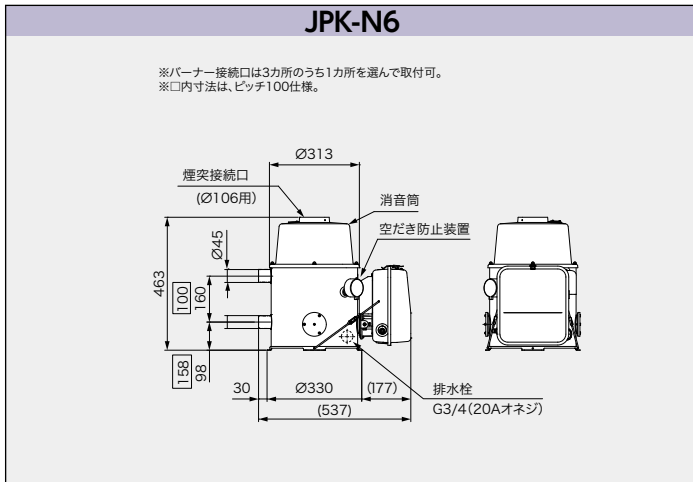 JPK-N6
※バーナー接続口は3カ所のうち1カ所を選んで取付可。
※□内寸法は、ピッチ100仕様。
Ø313
煙突接続口
(Ø106用)
消音筒
空だき防止装置
Ø45
463
100
160
158
98
30
Ø330
(177)
(537)
排水栓
G3/4(20Aオネジ)